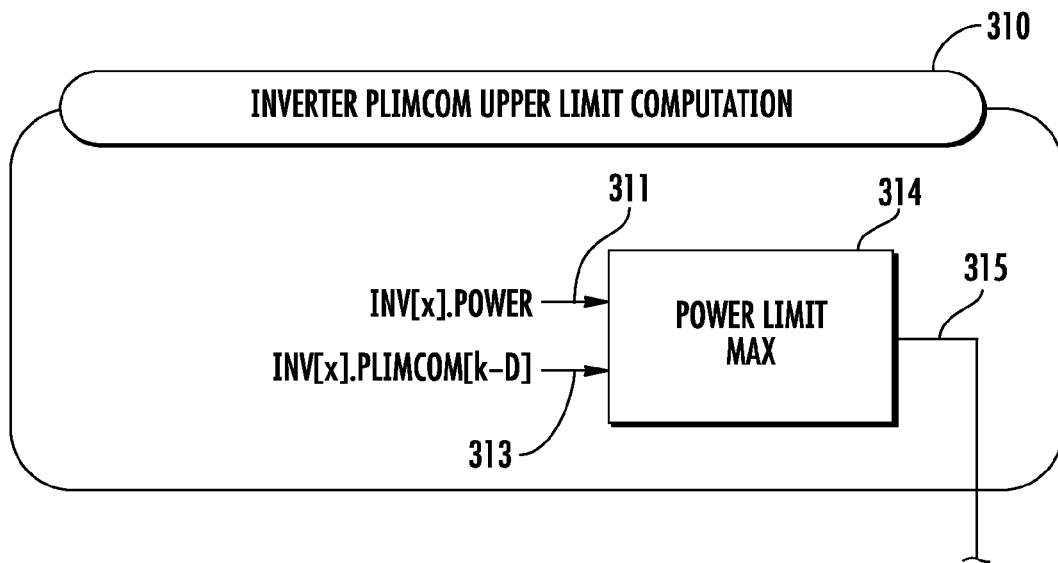 310
INVERTER PLIMCOM UPPER LIMIT COMPUTATION
311
314
315
INV[x].POWER
POWER LIMIT
MAX
INV[x].PLIMCOM[k–D]
313